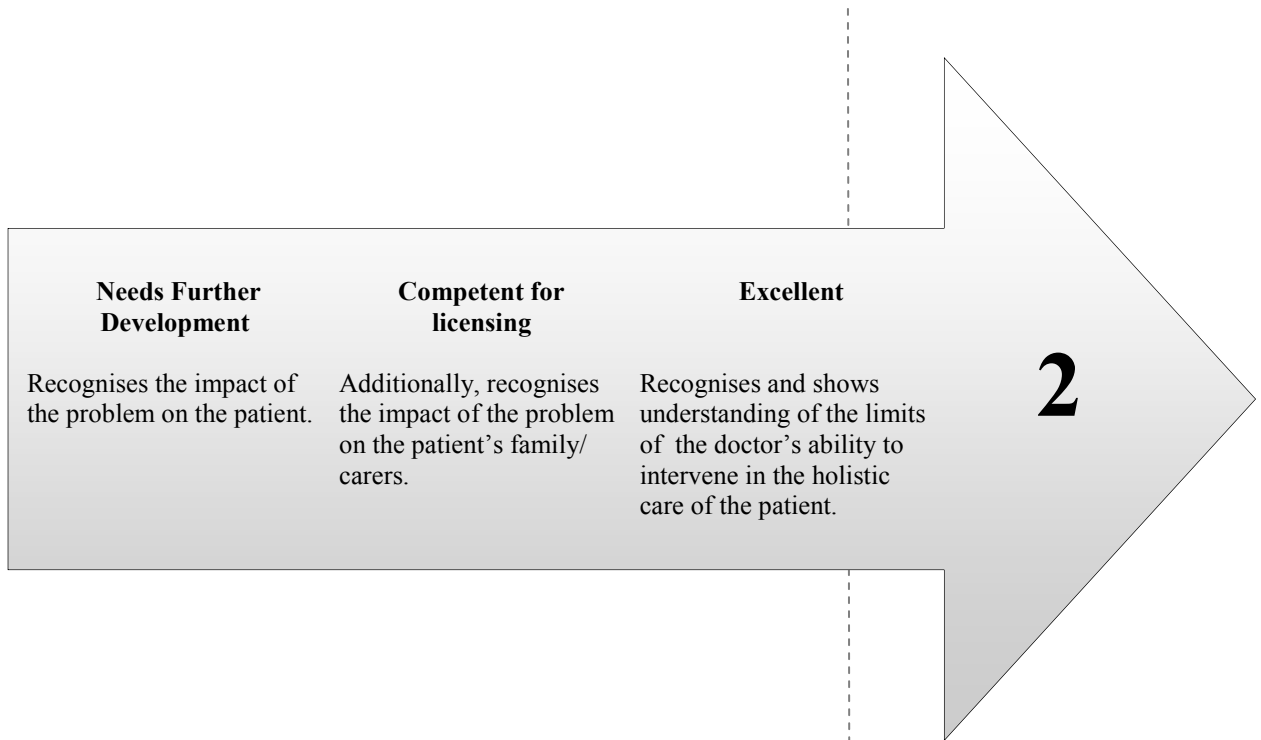 Needs Further
Development
Recognises the impact of
the problem on the patient.
Competent for
licensing
Additionally, recognises
the impact of the problem
on the patient’s family/
carers.
Excellent
Recognises and shows
understanding of the limits
of  the doctor’s ability to
intervene in the holistic
care of the patient.
2